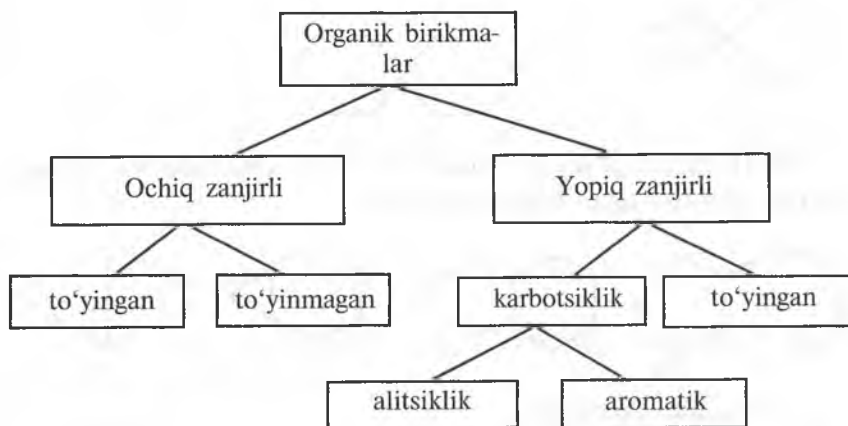 Organik birikma-
lar
Ochiq zanjirli
Yopiq zanjirli
to‘yingan
to‘yinmagan
karbotsiklik
to‘yingan
alitsiklik
aromatik